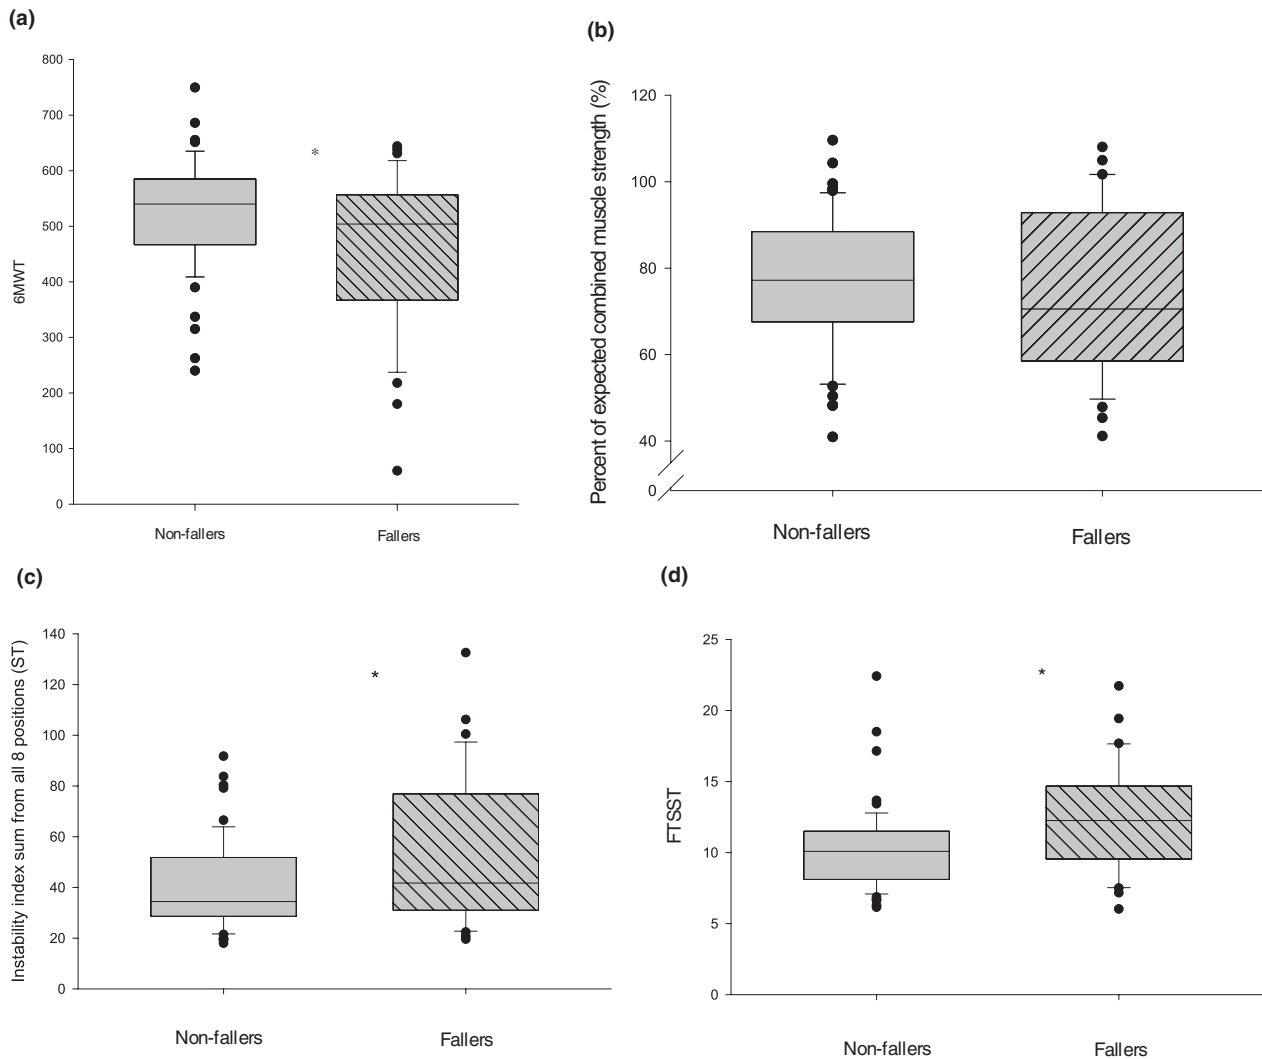 (a)
800
700
600
500
400
300
200
100
0
6MWT
*
Non-fallers
Fallers
(b)
120
100
80
60
40
0
Percent of expected combined muscle strength (%)
Non-fallers
Fallers
(c)
140
120
100
80
60
40
20
0
Instability index sum from all 8 positions (ST)
*
Non-fallers
Fallers
(d)
25
20
15
10
5
0
FTSST
*
Non-fallers
Fallers